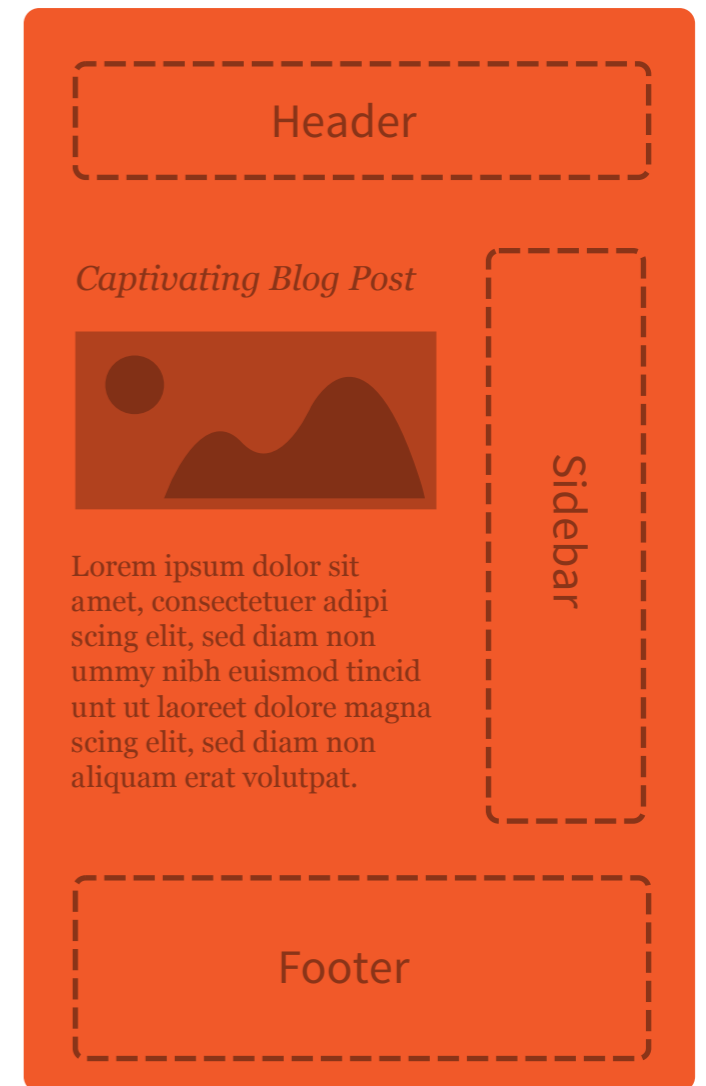 Header
Captivating Blog Post
Lorem ipsum dolor sit
amet, consectetuer adipi
scing elit, sed diam non
ummy nibh euismod tincid
unt ut laoreet dolore magna
scing elit, sed diam non
aliquam erat volutpat.
Sidebar
Footer